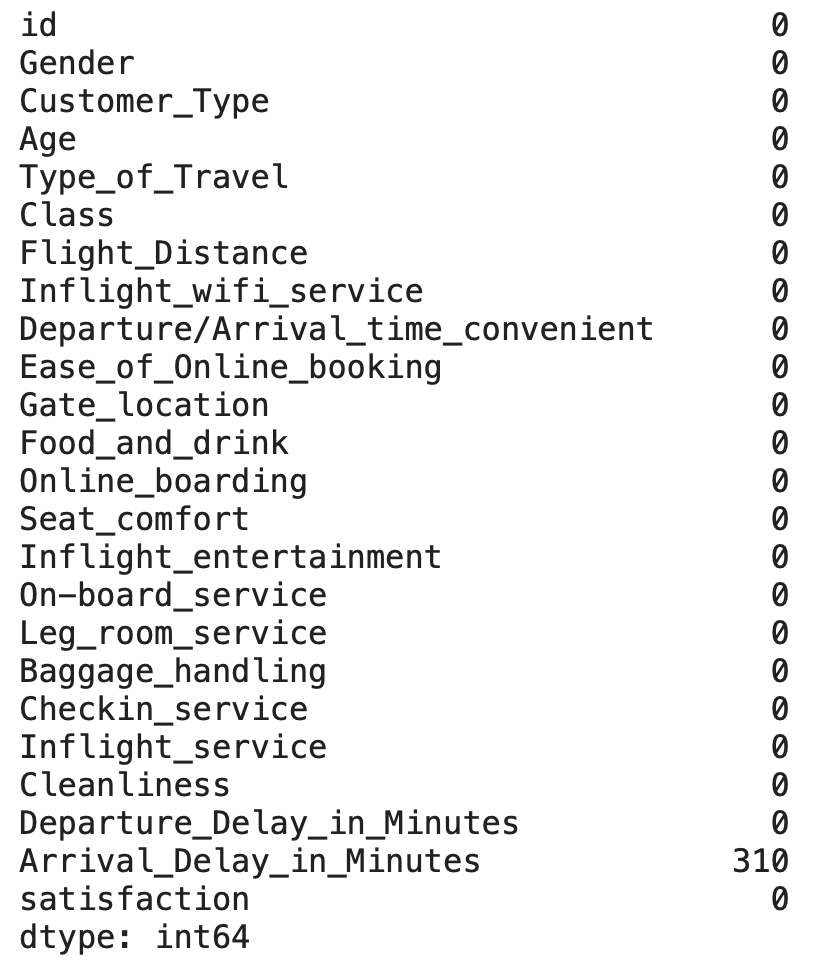 id 0
Gender 0
Customer_Type 0
Age 0
Type_of_Travel 0
Class 0
Flight_Distance 0
Inflight_wifi_service 0
Departure/Arrival_time_convenient 0
Ease_of_Online_booking 0
Gate_location 0
Food_and_drink 0
Online_boarding 0
Seat_comfort 0
Inflight_entertainment 0
On-board_service 0
Leg_room_service 0
Baggage_handling 0
Checkin_service 0
Inflight_service 0
Cleanliness 0
Departure_Delay_in_Minutes 0
Arrival_Delay_in_Minutes 310
satisfaction 0
dtype: int64